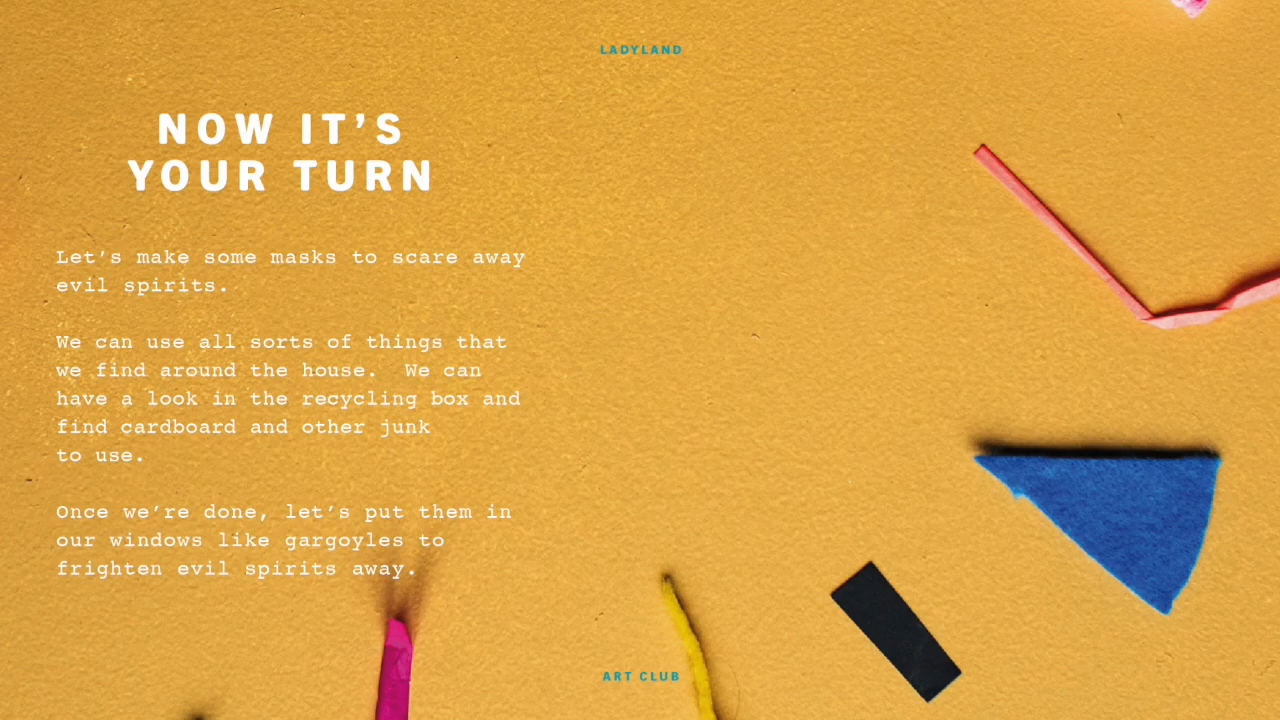 LADYLAND
NOW IT’S
YOUR TURN
Let’s make some masks to scare away
evil spirits.
We can use all sorts of things that
we find around the house.  We can
have a look in the recycling box and
find cardboard and other junk
to use.
Once we’re done, let’s put them in
our windows like gargoyles to
frighten evil spirits away.
ART CLUB